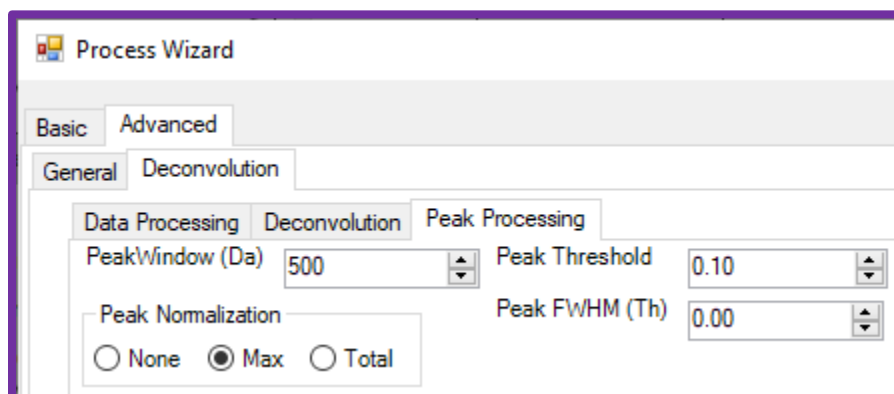 Process Wizard
Basic Advanced
General Deconvolution
Data Processing Deconvolution Peak Processing
PeakWindow (Da) 500 Peak Threshold 0.10
Peak Normalization Peak FWHM (Th) 0.00
None Max Total